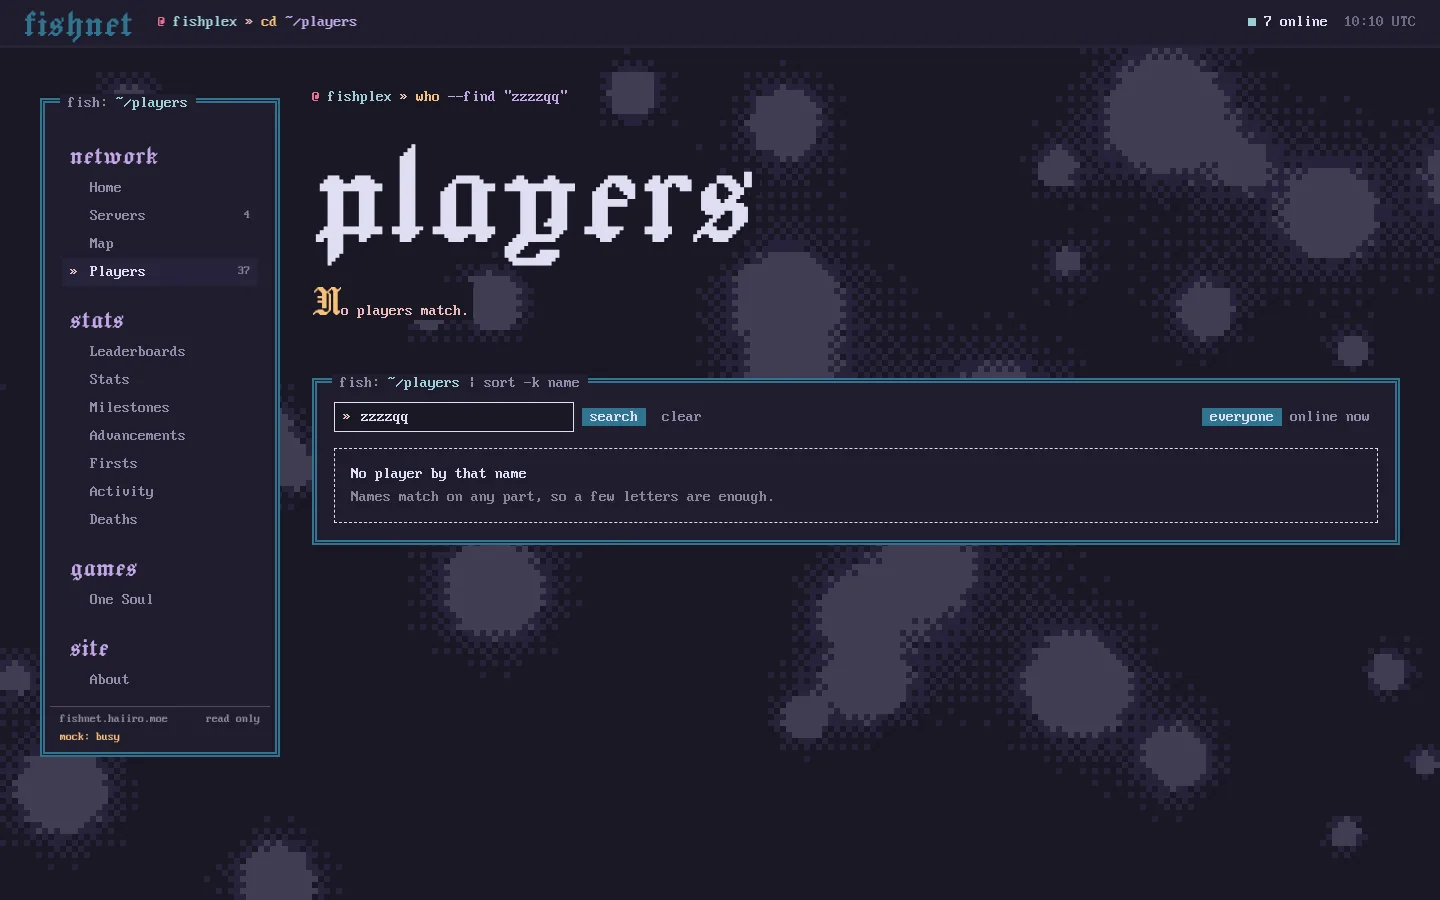 fishnet @ fishplex » cd ~/players 7 online 10:10 UTC
fish: ~/players
network
Home
Servers 4
Map
» Players 37
stats
Leaderboards
Stats
Milestones
Advancements
Firsts
Activity
Deaths
games
One Soul
site
About
fishnet.haiiro.moe read only
mock: busy
@ fishplex » who --find "zzzzqq"
players
No players match.
fish: ~/players | sort -k name
» zzzzqq search clear everyone online now
No player by that name
Names match on any part, so a few letters are enough.